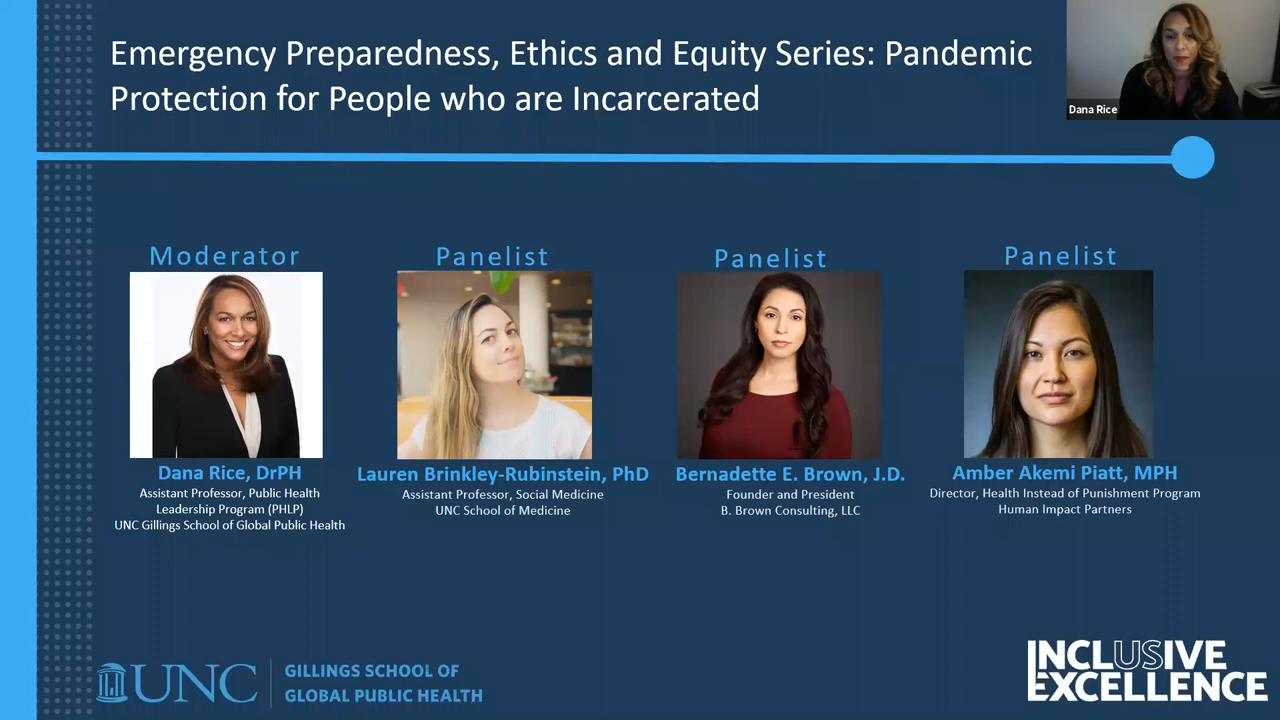 Emergency Preparedness, Ethics and Equity Series: Pandemic
Protection for People who are Incarcerated
Dana Rice
Moderator
Panelist
Panelist
Panelist
Dana Rice, DrPH
Assistant Professor, Public Health
Leadership Program (PHLP)
UNC Gillings School of Global Public Health
Lauren Brinkley-Rubinstein, PhD
Assistant Professor, Social Medicine
UNC School of Medicine
Bernadette E. Brown, J.D.
Founder and President
B. Brown Consulting, LLC
Amber Akemi Piatt, MPH
Director, Health Instead of Punishment Program
Human Impact Partners
UNC
GILLINGS SCHOOL OF
GLOBAL PUBLIC HEALTH
INCLUSIVE
EXCELLENCE